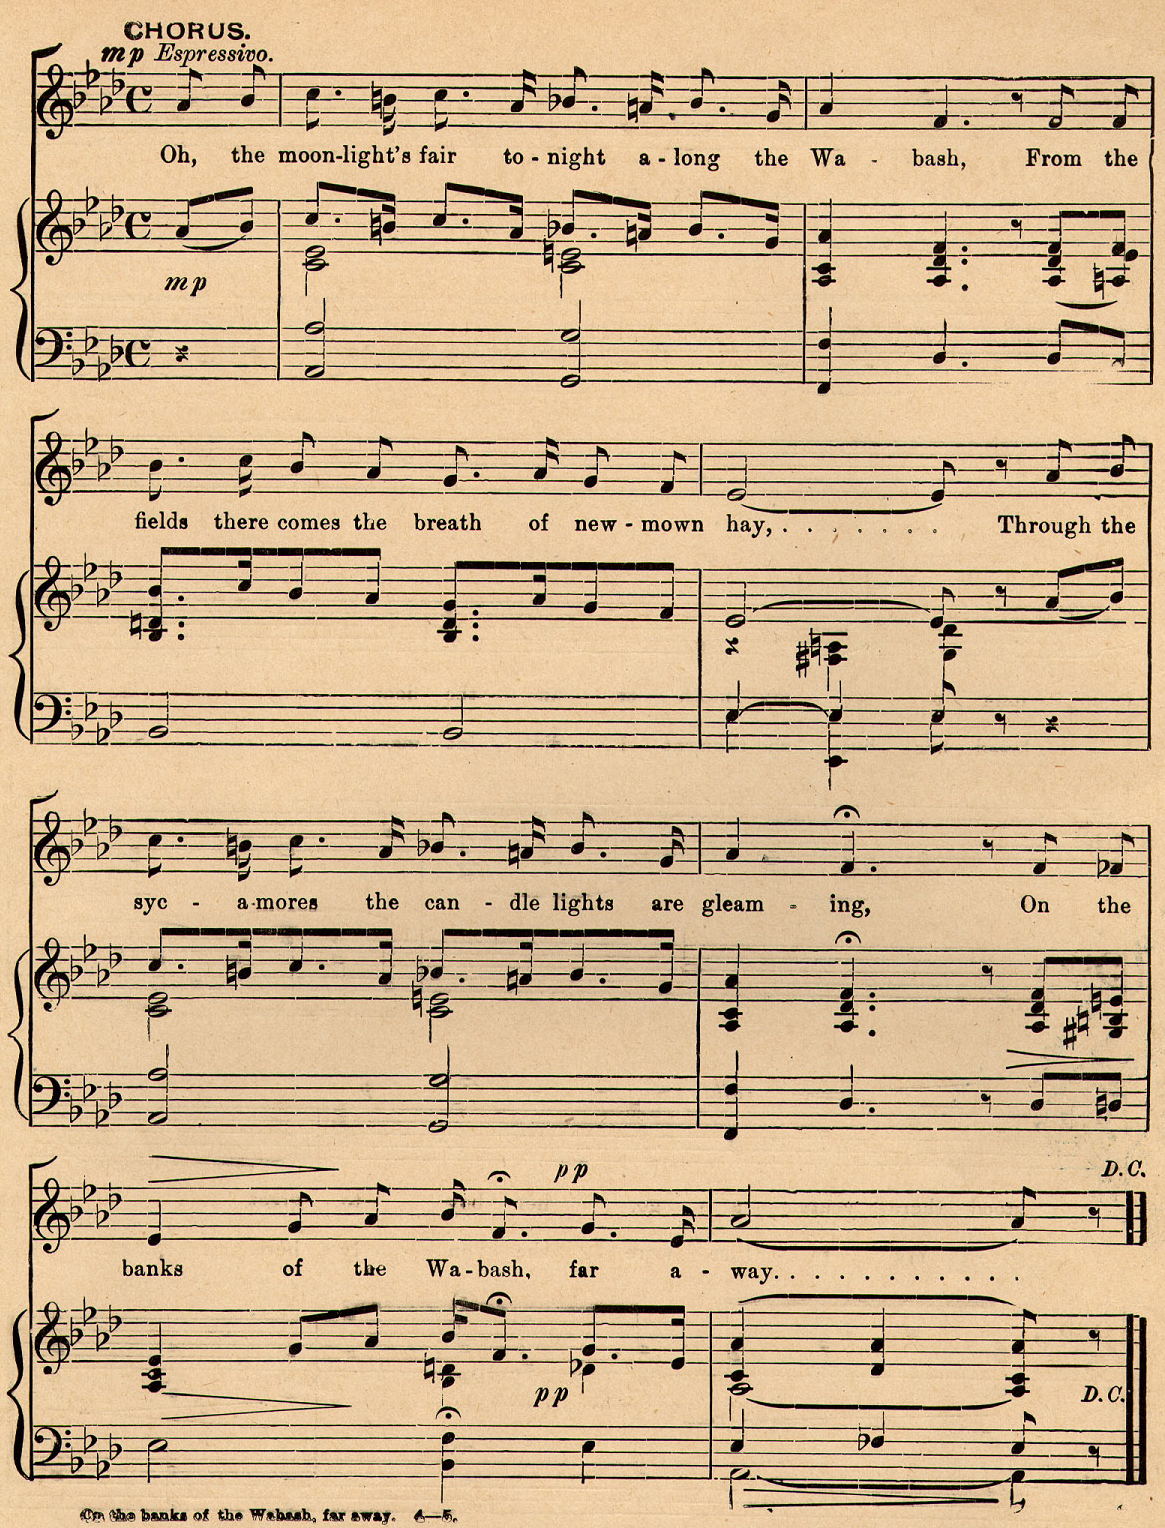 CHORUS.
mp Espressivo.
Oh, the moon-light's fair to - night a - long the Wa - bash, From the
mp
fields there comes the breath of new - mown hay, . . . . . . . Through the
syc - a-mores the can - dle lights are gleam - ing, On the
pp D.C.
banks of the Wa - bash, far a - way. . . . . . . . . . .
pp D.C.
On the banks of the Wabash, far away. 4—5.